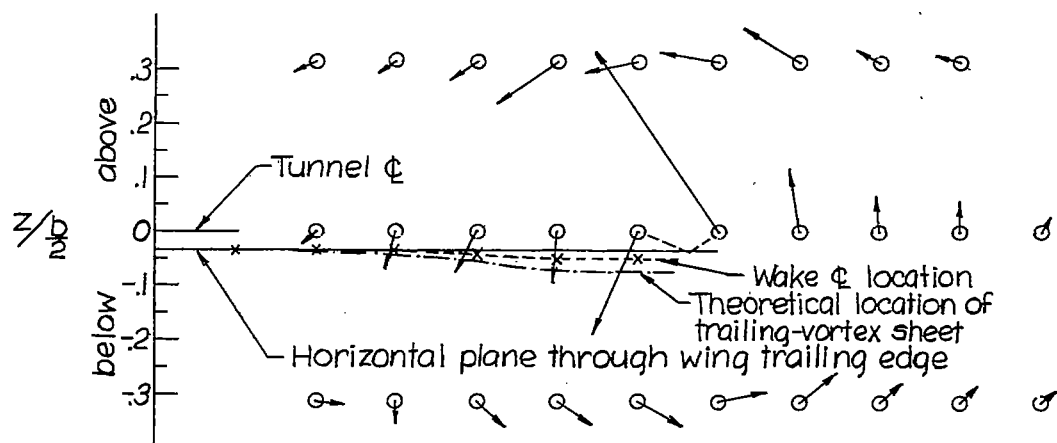 above
.3
.2
.1
0
-.1
-.2
-.3
below
z/b/2
Tunnel ℄
Wake ℄ location
Theoretical location of
trailing-vortex sheet
Horizontal plane through wing trailing edge